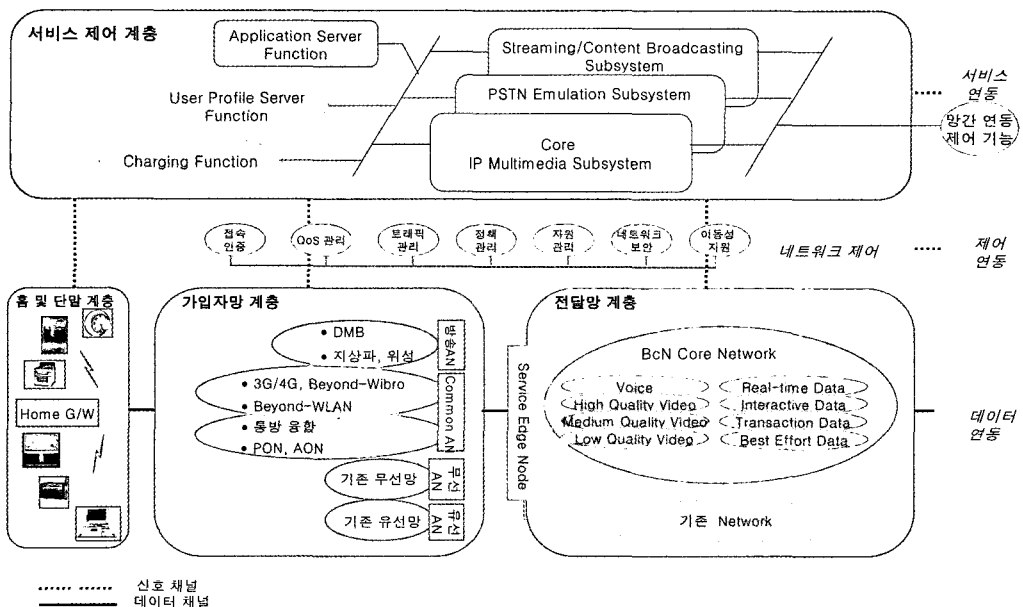 서비스 제어 계층
Application Server
Function
User Profile Server
Function
Charging Function
Streaming/Content Broadcasting
Subsystem
PSTN Emulation Subsystem
Core
IP Multimedia Subsystem
서비스
연동
망간 연동
제어 기능
접속
인증
QoS 관리
트래픽
관리
정책
관리
자원
관리
네트워크
보안
이동성
지원
네트워크 제어
제어
연동
홈 및 단말 계층
Home G/W
가입자망 계층
• DMB
• 지상파, 위성
방송AN
• 3G/4G, Beyond-Wibro
• Beyond-WLAN
• 통방 융합
• PON, AON
Common AN
기존 무선망
무선
AN
기존 유선망
유선
AN
전달망 계층
Service Edge Node
BcN Core Network
Voice
High Quality Video
Medium Quality Video
Low Quality Video
Real-time Data
Interactive Data
Transaction Data
Best Effort Data
기존 Network
데이터
연동
신호 채널
데이터 채널